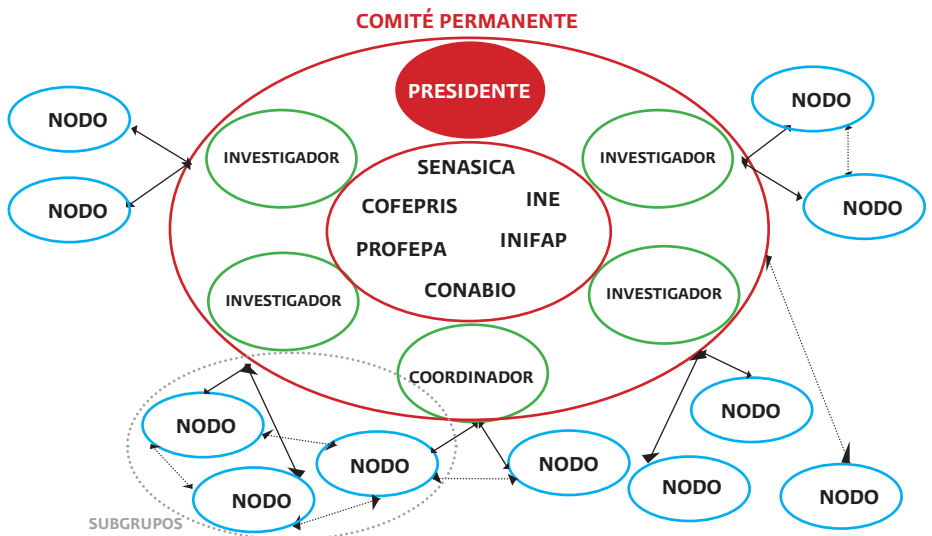 COMITÉ PERMANENTE
PRESIDENTE
NODO
NODO
INVESTIGADOR
INVESTIGADOR
SENASICA
COFEPRIS
INE
PROFEPA
INIFAP
CONABIO
NODO
NODO
INVESTIGADOR
INVESTIGADOR
COORDINADOR
NODO
NODO
NODO
NODO
NODO
NODO
NODO
SUBGRUPOS